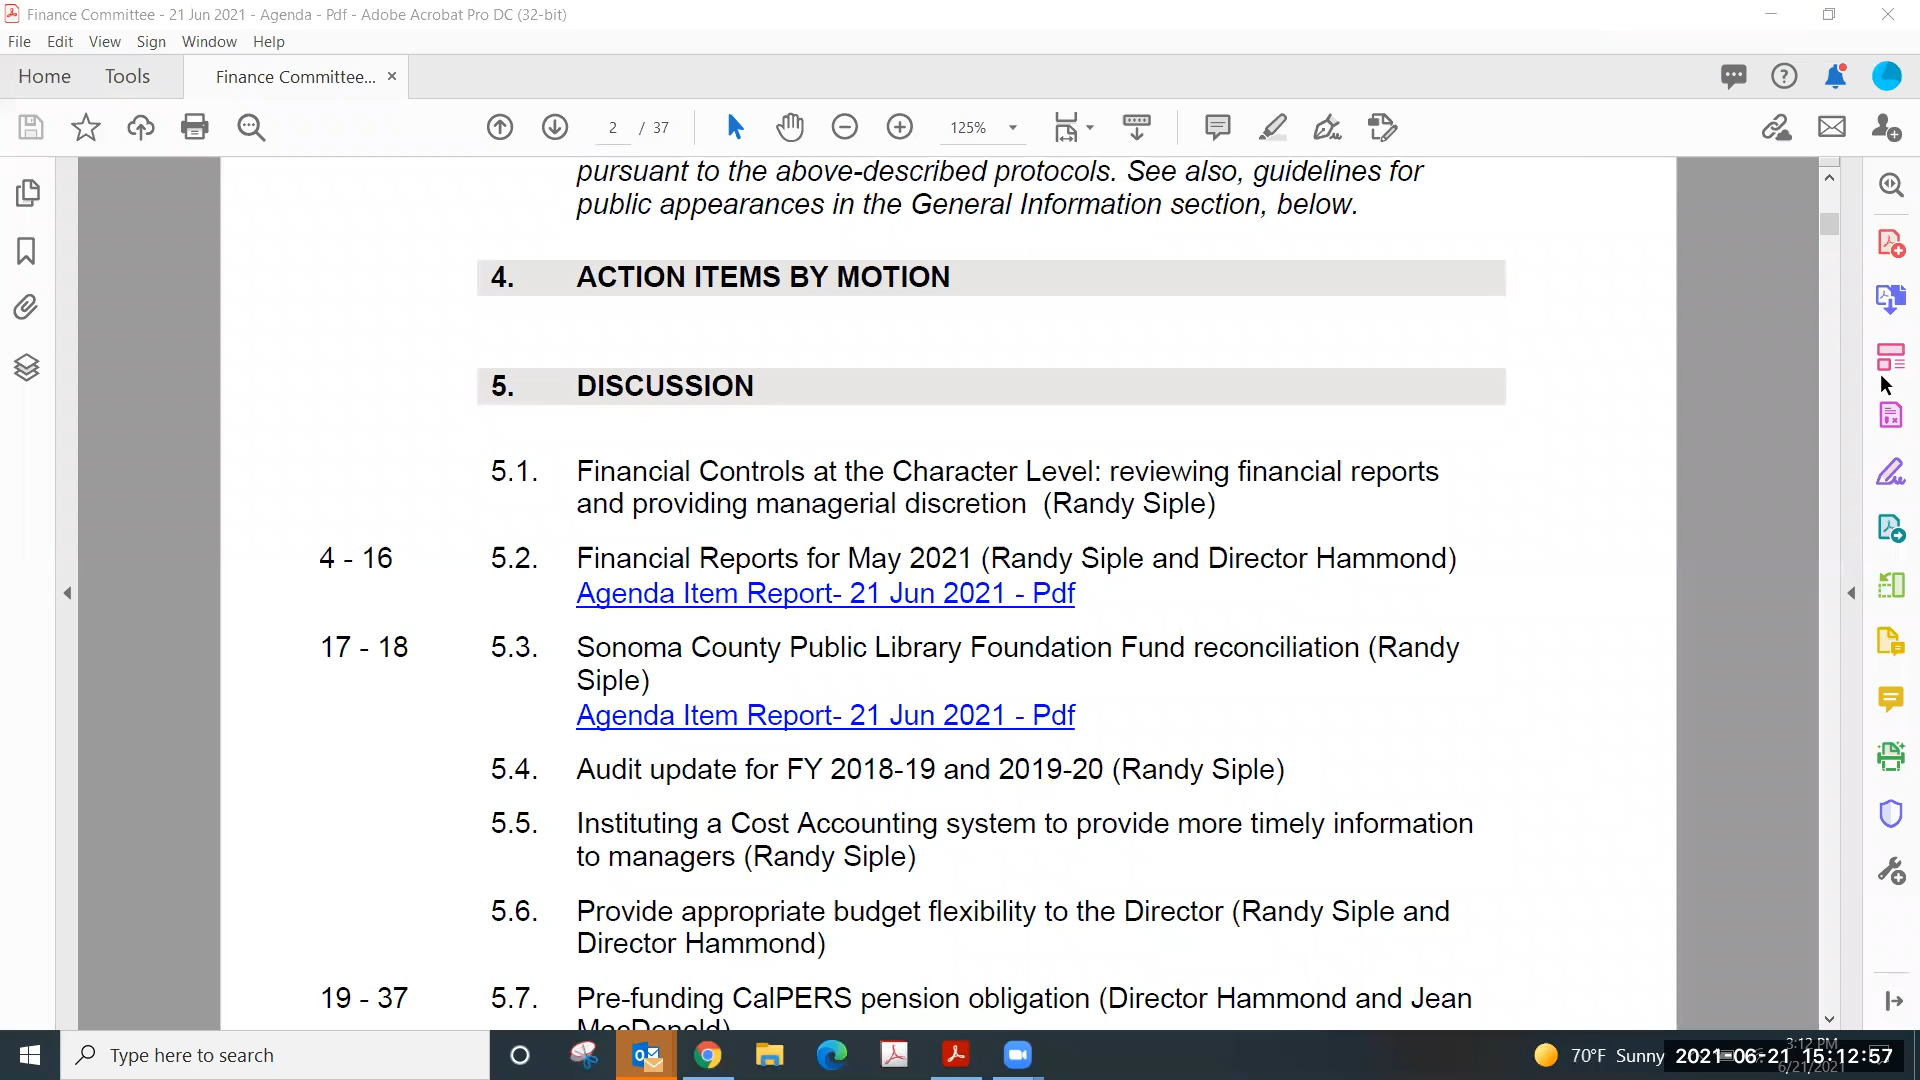 Finance Committee - 21 Jun 2021 - Agenda - Pdf - Adobe Acrobat Pro DC (32-bit)
File Edit View Sign Window Help
Home Tools Finance Committee... ×
2 / 37 125%
pursuant to the above-described protocols. See also, guidelines for
public appearances in the General Information section, below.
4. ACTION ITEMS BY MOTION
5. DISCUSSION
5.1. Financial Controls at the Character Level: reviewing financial reports
and providing managerial discretion (Randy Siple)
4 - 16 5.2. Financial Reports for May 2021 (Randy Siple and Director Hammond)
Agenda Item Report- 21 Jun 2021 - Pdf
17 - 18 5.3. Sonoma County Public Library Foundation Fund reconciliation (Randy
Siple)
Agenda Item Report- 21 Jun 2021 - Pdf
5.4. Audit update for FY 2018-19 and 2019-20 (Randy Siple)
5.5. Instituting a Cost Accounting system to provide more timely information
to managers (Randy Siple)
5.6. Provide appropriate budget flexibility to the Director (Randy Siple and
Director Hammond)
19 - 37 5.7. Pre-funding CalPERS pension obligation (Director Hammond and Jean
MacDonald)
Type here to search
70°F Sunny
3:12 PM
2021-06-21 15:12:57
6/21/2021